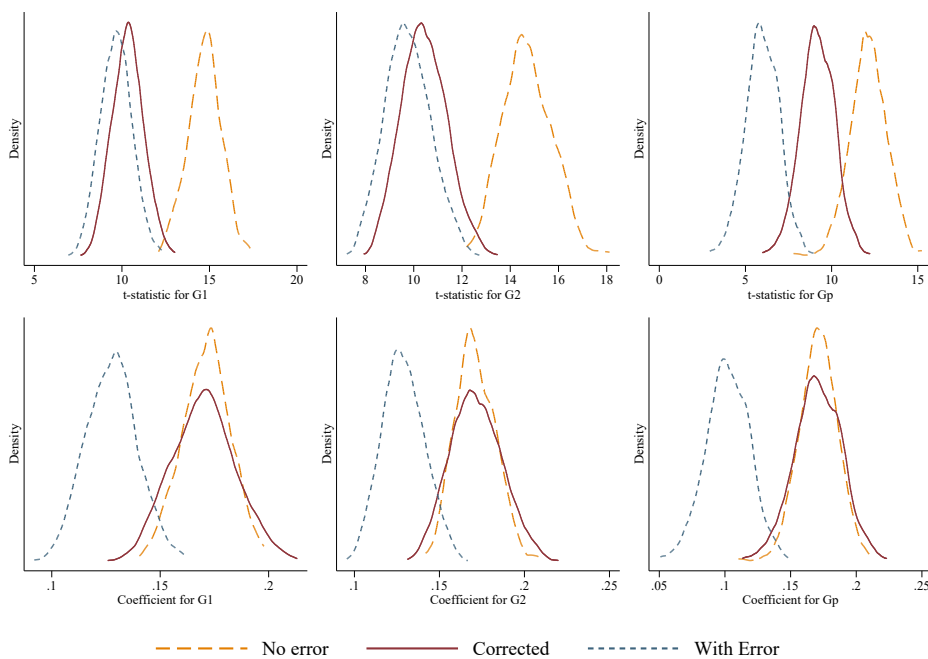 Density
5 10 15 20
t-statistic for G1
Density
8 10 12 14 16 18
t-statistic for G2
Density
0 5 10 15
t-statistic for Gp
Density
.1 .15 .2
Coefficient for G1
Density
.1 .15 .2 .25
Coefficient for G2
Density
.05 .1 .15 .2 .25
Coefficient for Gp
No error Corrected With Error